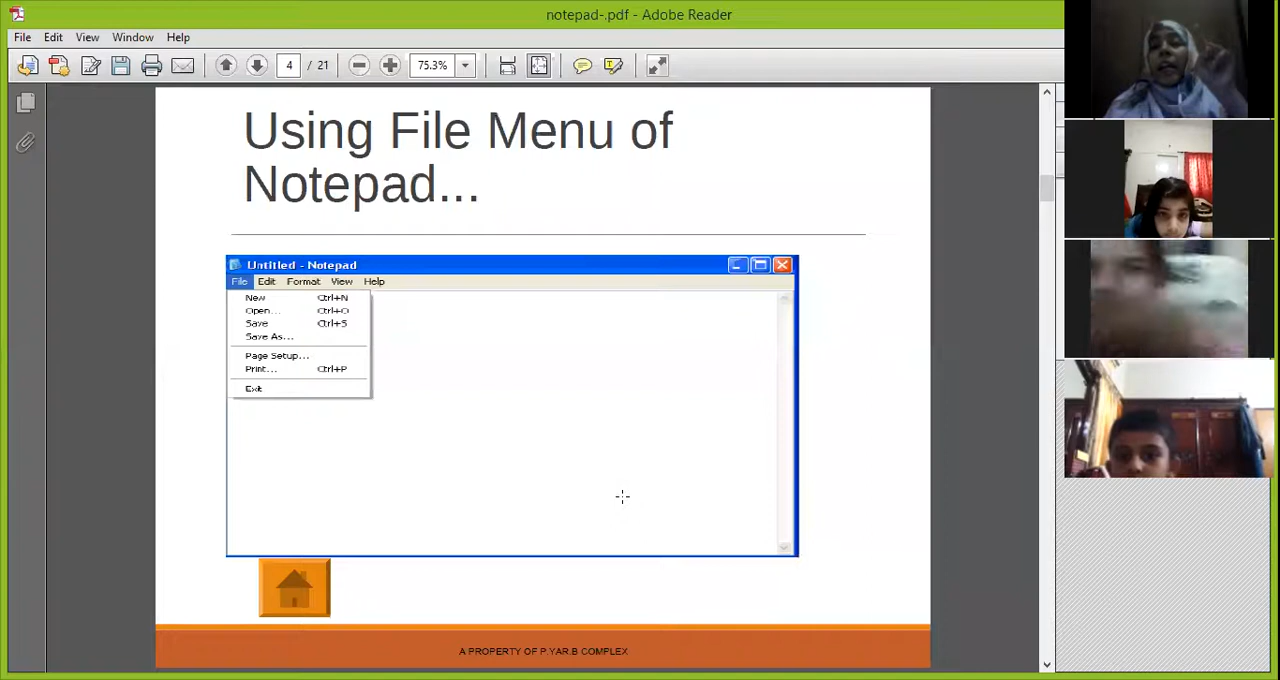 notepad-.pdf - Adobe Reader
File Edit View Window Help
4 / 21 75.3%
Using File Menu of
Notepad...
Untitled - Notepad
File Edit Format View Help
New Ctrl+N
Open... Ctrl+O
Save Ctrl+S
Save As...
Page Setup...
Print... Ctrl+P
Exit
A PROPERTY OF P.YAR.B COMPLEX